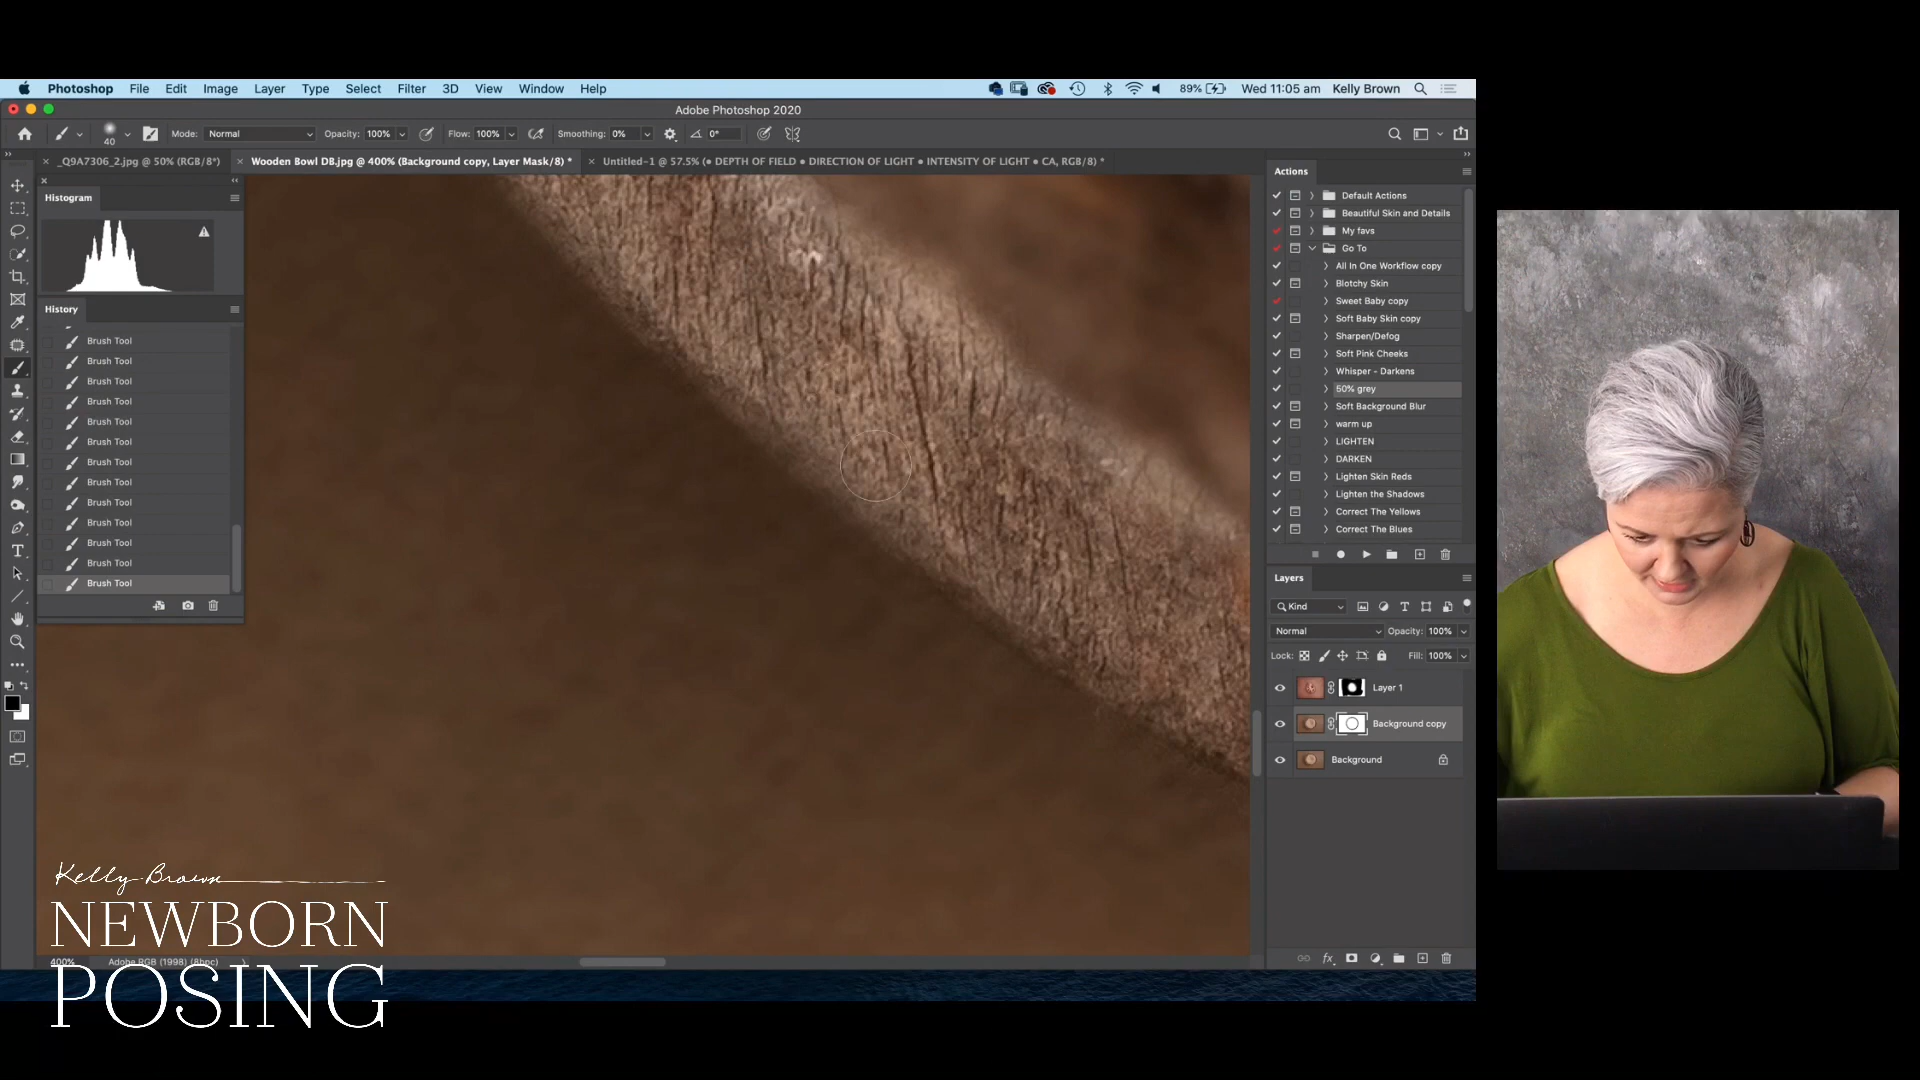 Photoshop File Edit Image Layer Type Select Filter 3D View Window Help 89% Wed 11:05 am Kelly Brown
Adobe Photoshop 2020
40 Mode: Normal Opacity: 100% Flow: 100% Smoothing: 0% 0°
_Q9A7306_2.jpg @ 50% (RGB/8*) Wooden Bowl DB.jpg @ 400% (Background copy, Layer Mask/8) * Untitled-1 @ 57.5% (● DEPTH OF FIELD ● DIRECTION OF LIGHT ● INTENSITY OF LIGHT ● CA, RGB/8) *
Histogram
History
Brush Tool
Brush Tool
Brush Tool
Brush Tool
Brush Tool
Brush Tool
Brush Tool
Brush Tool
Brush Tool
Brush Tool
Brush Tool
Brush Tool
Brush Tool
Actions
Default Actions
Beautiful Skin and Details
My favs
Go To
All In One Workflow copy
Blotchy Skin
Sweet Baby copy
Soft Baby Skin copy
Sharpen/Defog
Soft Pink Cheeks
Whisper - Darkens
50% grey
Soft Background Blur
warm up
LIGHTEN
DARKEN
Lighten Skin Reds
Lighten the Shadows
Correct The Yellows
Correct The Blues
Layers
Kind
Normal Opacity: 100%
Lock: Fill: 100%
Layer 1
Background copy
Background
fx
400% Adobe RGB (1998) (8bpc)
Kelly Brown
NEWBORN
POSING